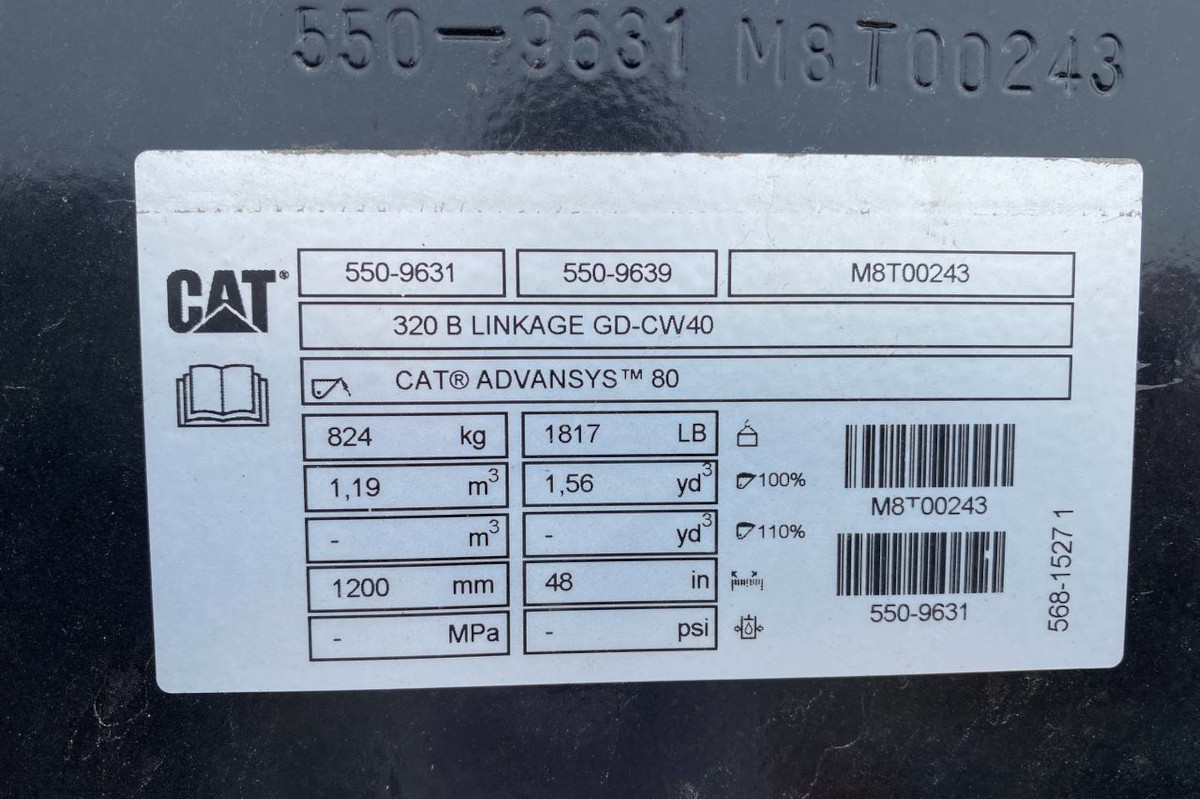 550-9631 M8T00243
CAT®
550-9631 550-9639 M8T00243
320 B LINKAGE GD-CW40
CAT® ADVANSYS™ 80
824 kg 1817 LB
1,19 m³ 1,56 yd³ 100%
- m³ - yd³ 110%
1200 mm 48 in
- MPa - psi
M8T00243
550-9631
568-1527 1